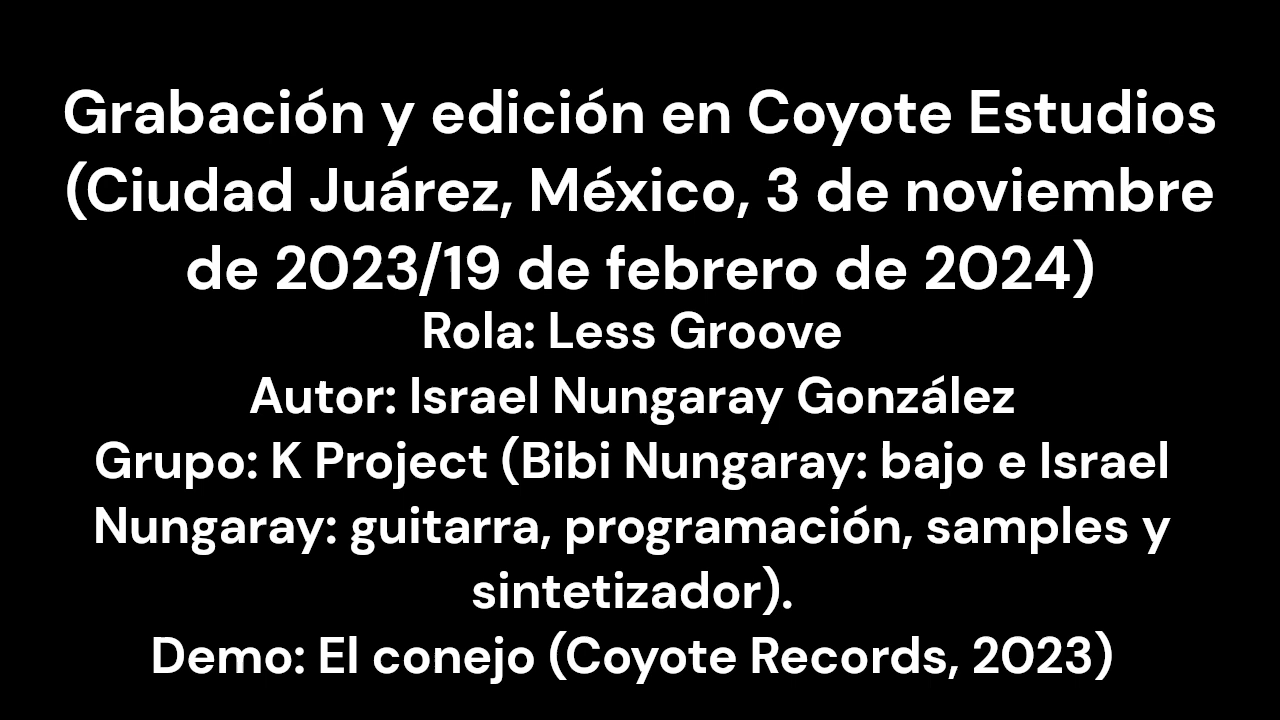 Grabación y edición en Coyote Estudios
(Ciudad Juárez, México, 3 de noviembre
de 2023/19 de febrero de 2024)
Rola: Less Groove
Autor: Israel Nungaray González
Grupo: K Project (Bibi Nungaray: bajo e Israel
Nungaray: guitarra, programación, samples y
sintetizador).
Demo: El conejo (Coyote Records, 2023)